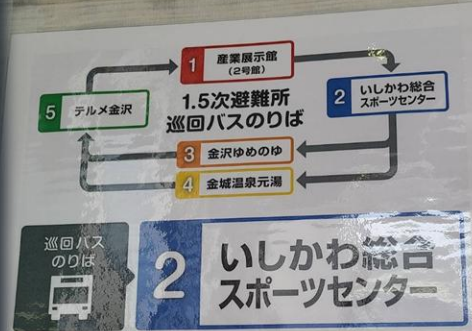 1 産業展示館
(2号館)
5 テルメ金沢
1.5次避難所
巡回バスのりば
2 いしかわ総合
スポーツセンター
3 金沢ゆめのゆ
4 金城温泉元湯
巡回バス
のりば
2 いしかわ総合
スポーツセンター